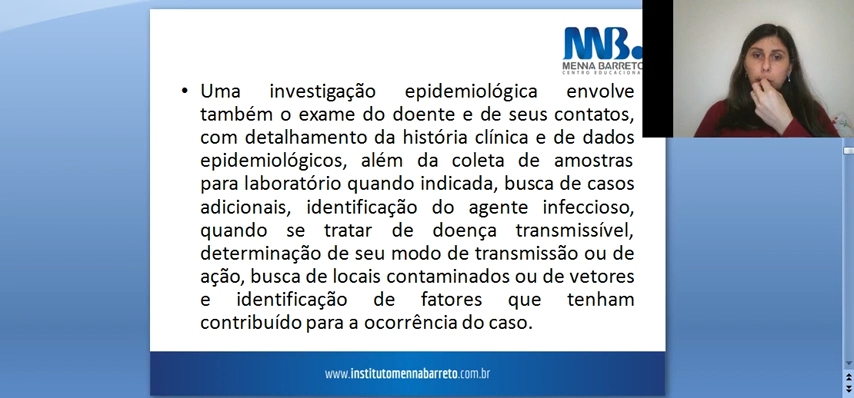 MNB.
MENNA BARRETO
CENTRO EDUCACIONAL
• Uma investigação epidemiológica envolve
também o exame do doente e de seus contatos,
com detalhamento da história clínica e de dados
epidemiológicos, além da coleta de amostras
para laboratório quando indicada, busca de casos
adicionais, identificação do agente infeccioso,
quando se tratar de doença transmissível,
determinação de seu modo de transmissão ou de
ação, busca de locais contaminados ou de vetores
e identificação de fatores que tenham
contribuído para a ocorrência do caso.
www.institutomennabarreto.com.br